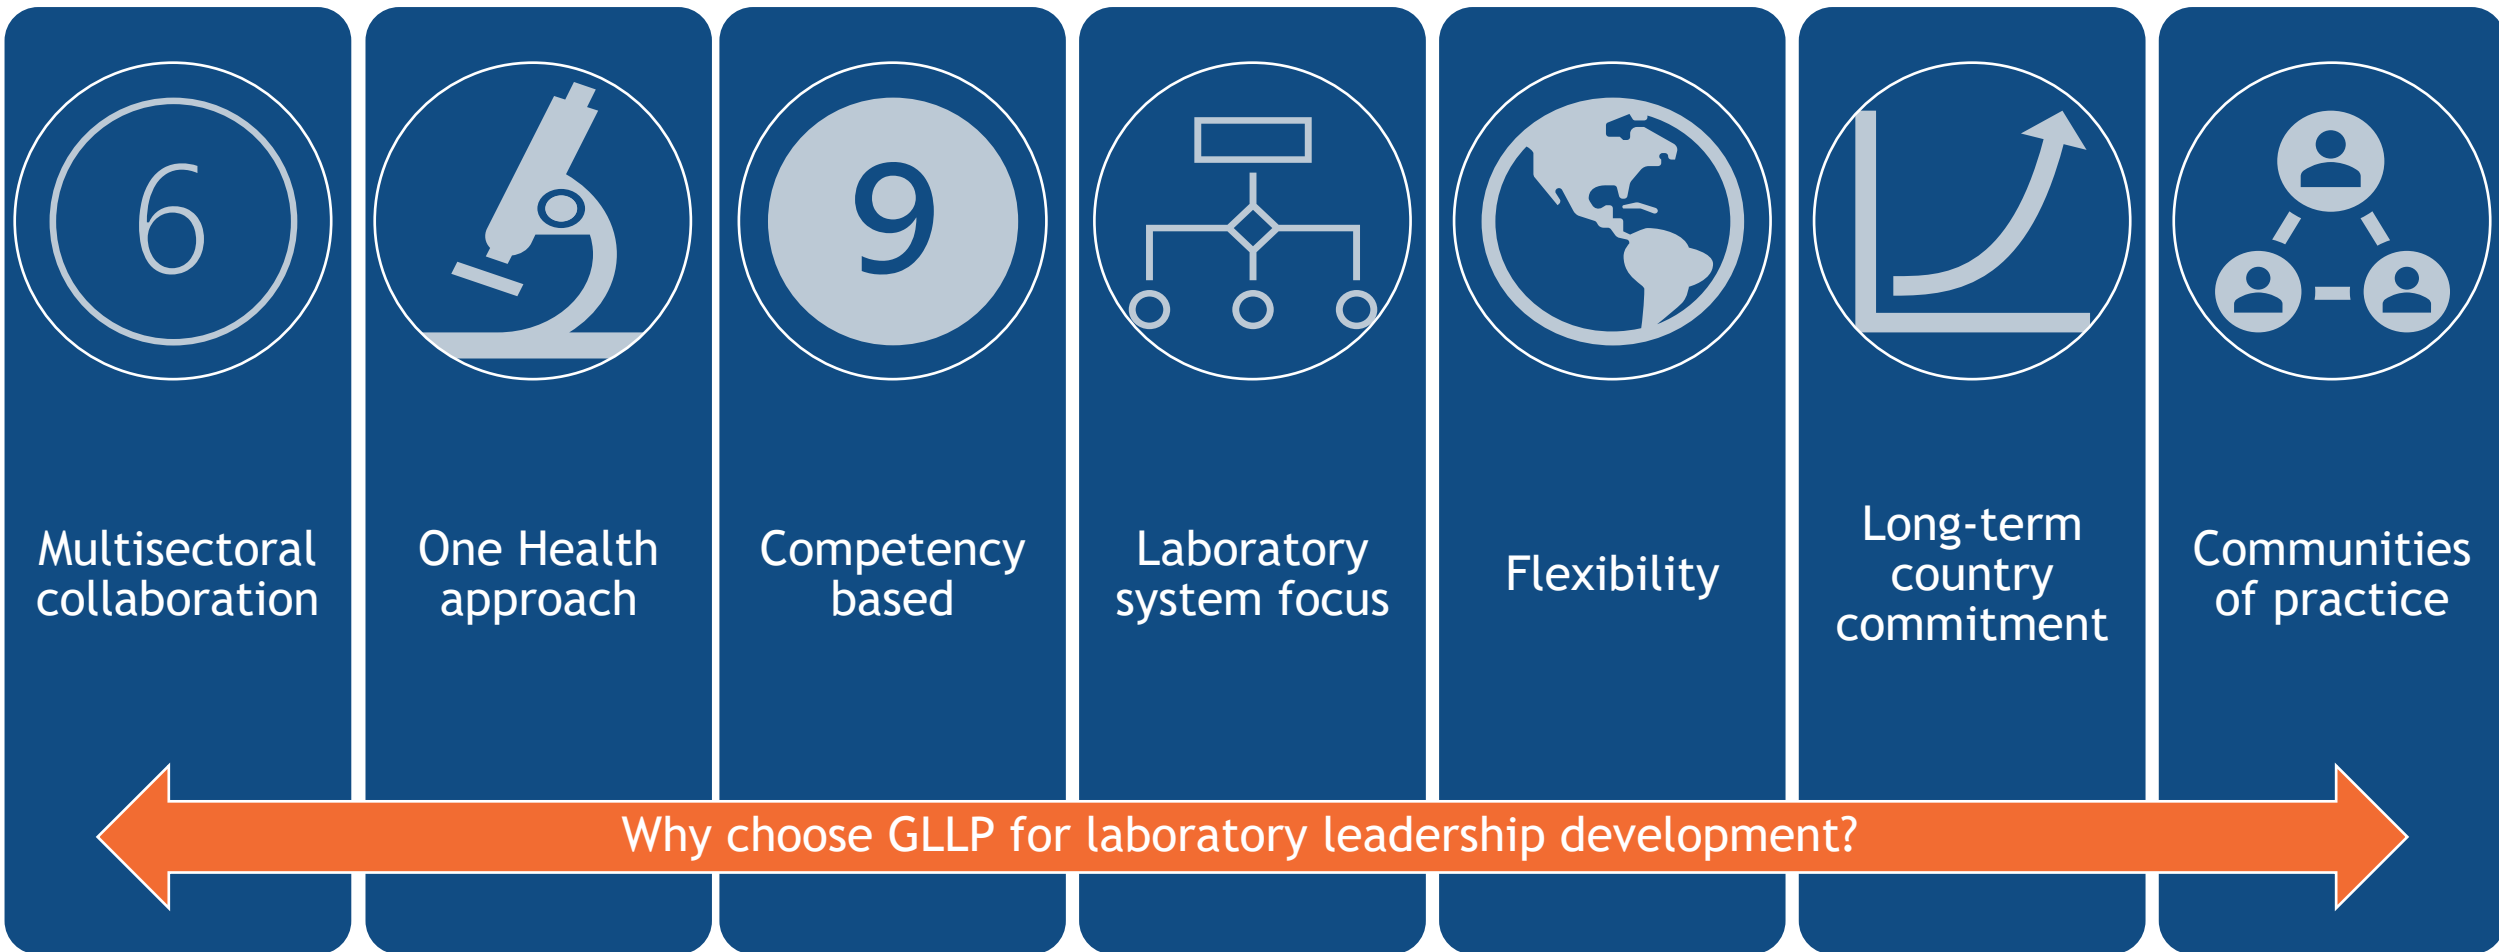 6
9
Multisectoral
collaboration
One Health
approach
Competency
based
Laboratory
system focus
Flexibility
Long-term
country
commitment
Communities
of practice
Why choose GLLP for laboratory leadership development?